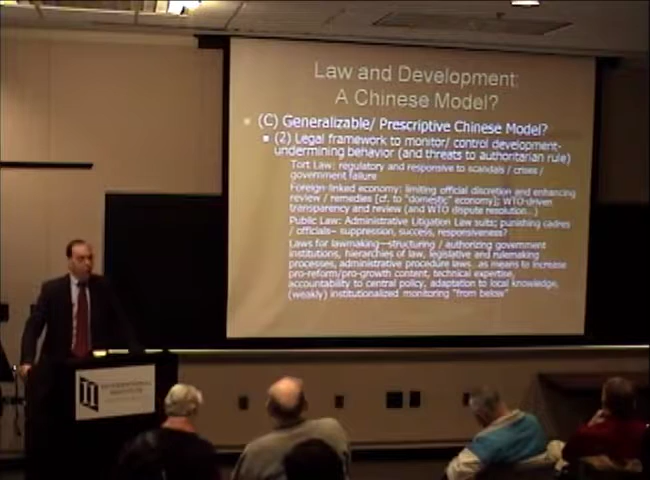 Law and Development:
A Chinese Model?
(C) Generalizable/ Prescriptive Chinese Model?
(2) Legal framework to monitor/ control development-
undermining behavior (and threats to authoritarian rule)
Tort Law: regulatory and responsive to scandals / crises /
government failure
Foreign-linked economy: limiting official discretion and enhancing
review / remedies [cf. to "domestic" economy]; WTO-driven
transparency and review (and WTO dispute resolution...)
Public Law: Administrative Litigation Law suits; punishing cadres
/ officials– suppression, success, responsiveness?
Laws for lawmaking—structuring / authorizing government
institutions, hierarchies of law, legislative and rulemaking
processes, administrative procedure laws as means to increase
pro-reform/pro-growth content, technical expertise,
accountability to central policy, adaptation to local knowledge,
(weakly) institutionalized monitoring "from below"
INTERNATIONAL
INSTITUTE